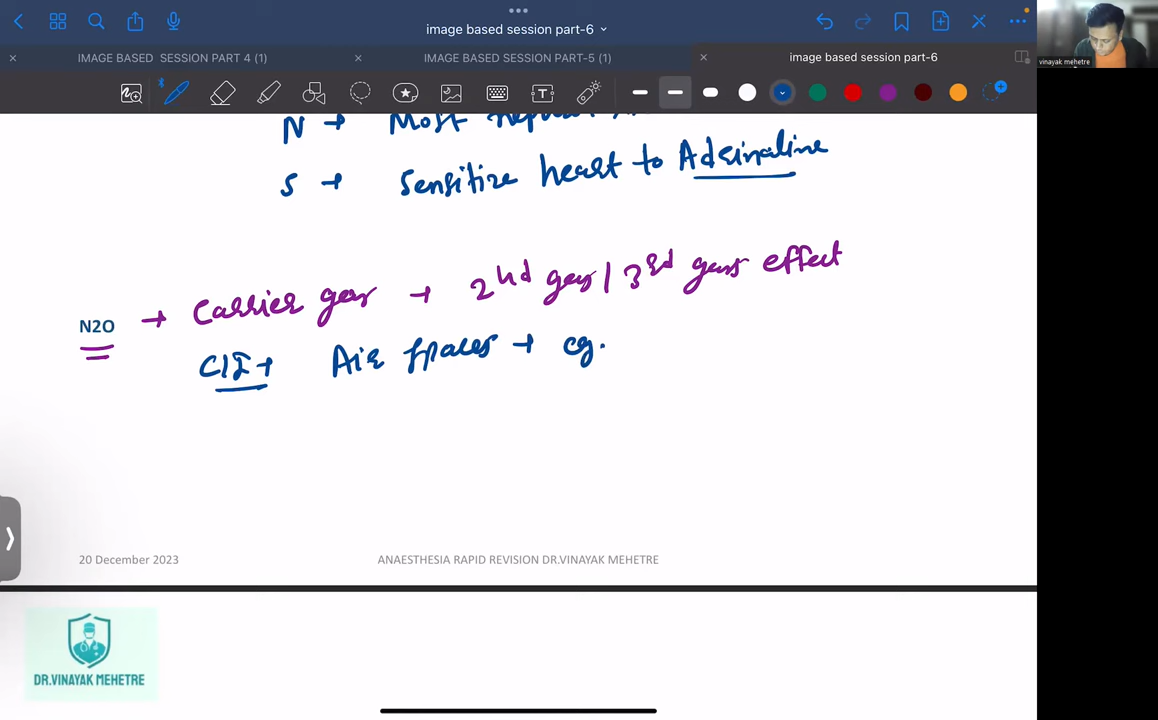 image based session part-6
IMAGE BASED SESSION PART 4 (1)
IMAGE BASED SESSION PART-5 (1)
image based session part-6
vinayak mehetre
N → Most
S → Sensitize heart to Adrinaline
N2O → Carrier gas → 2nd gas / 3rd gas effect
C/I → Air spaces → eg.
20 December 2023
ANAESTHESIA RAPID REVISION DR.VINAYAK MEHETRE
DR.VINAYAK MEHETRE